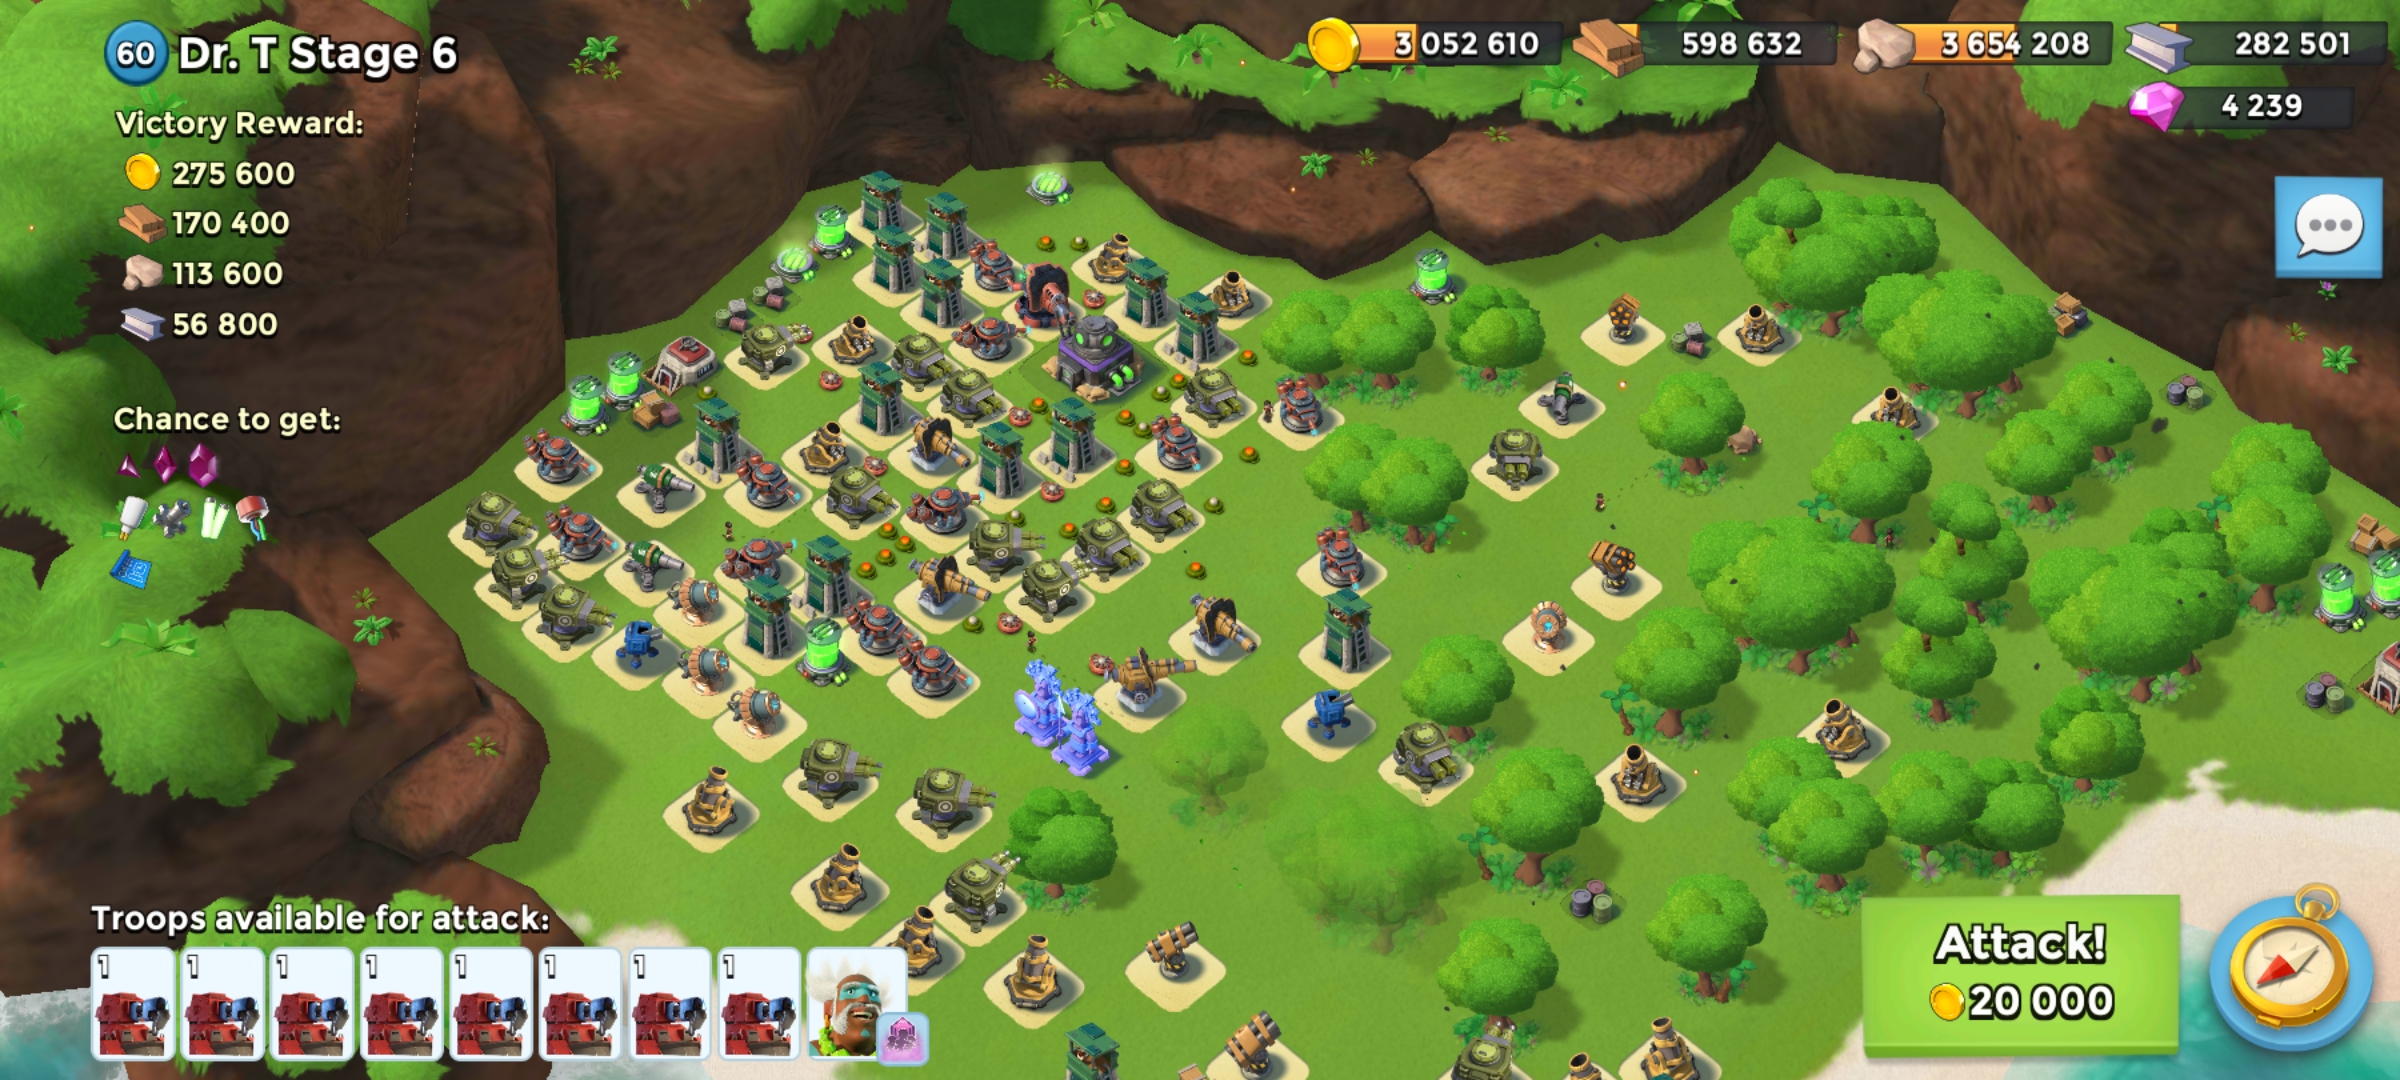 60 Dr. T Stage 6
3 052 610
598 632
3 654 208
282 501
4 239
Victory Reward:
275 600
170 400
113 600
56 800
Chance to get:
Troops available for attack:
1 1 1 1 1 1 1 1
Attack!
20 000